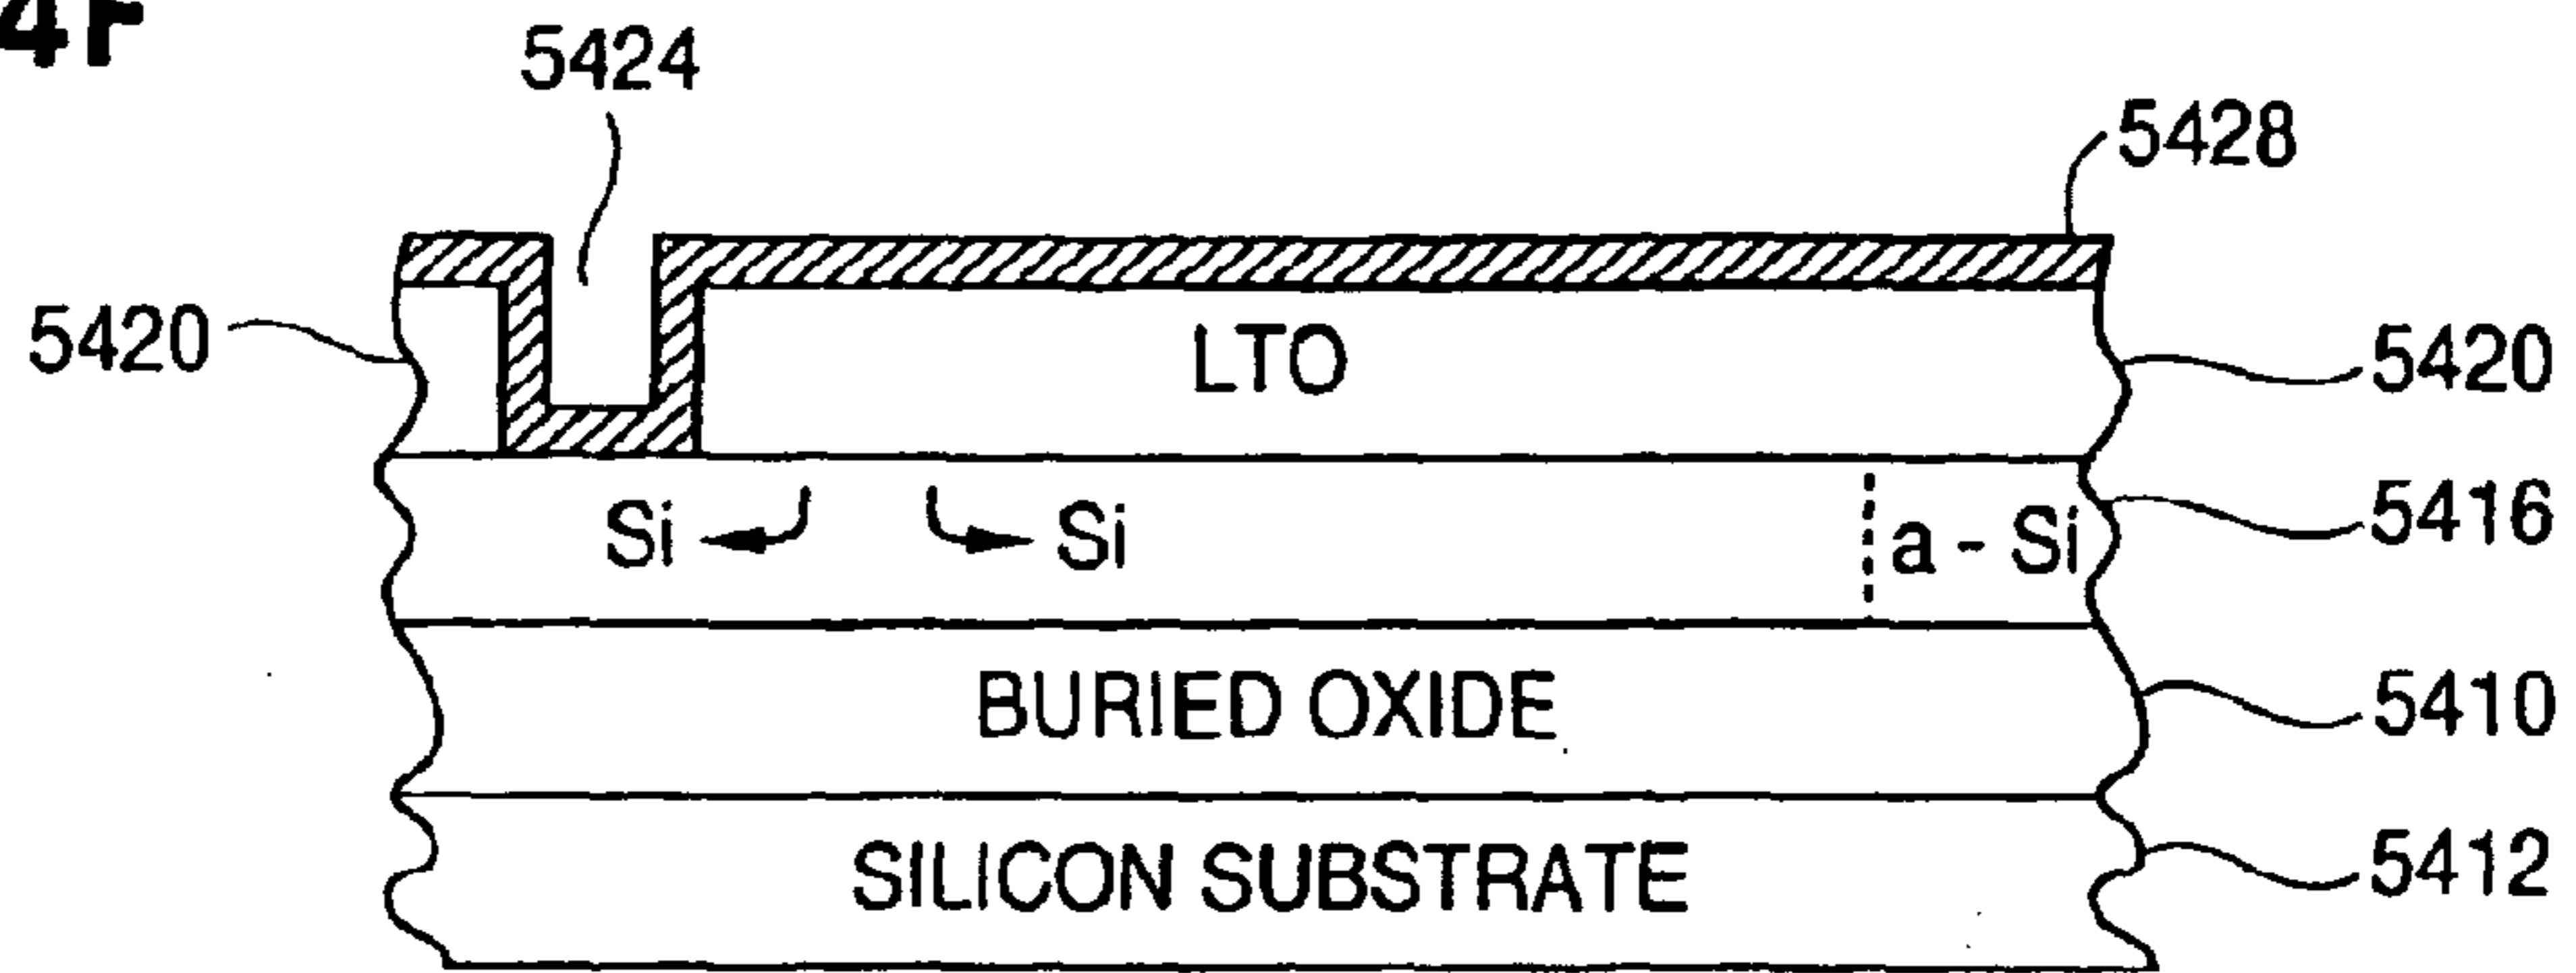 4F
5424
5428
5420
LTO
5420
Si
Si
a - Si
5416
BURIED OXIDE
5410
SILICON SUBSTRATE
5412